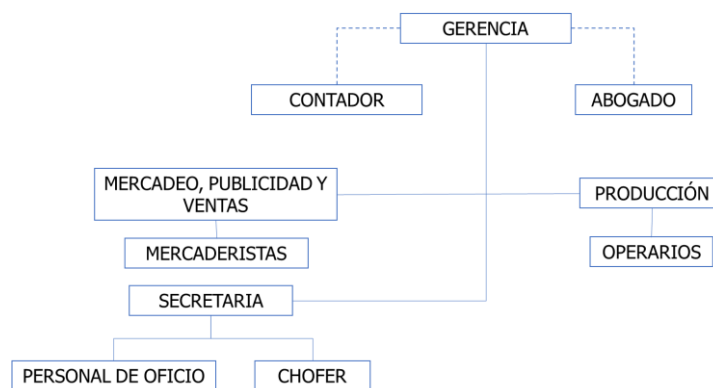 GERENCIA
CONTADOR
ABOGADO
MERCADEO, PUBLICIDAD Y
VENTAS
PRODUCCIÓN
MERCADERISTAS
OPERARIOS
SECRETARIA
PERSONAL DE OFICIO
CHOFER